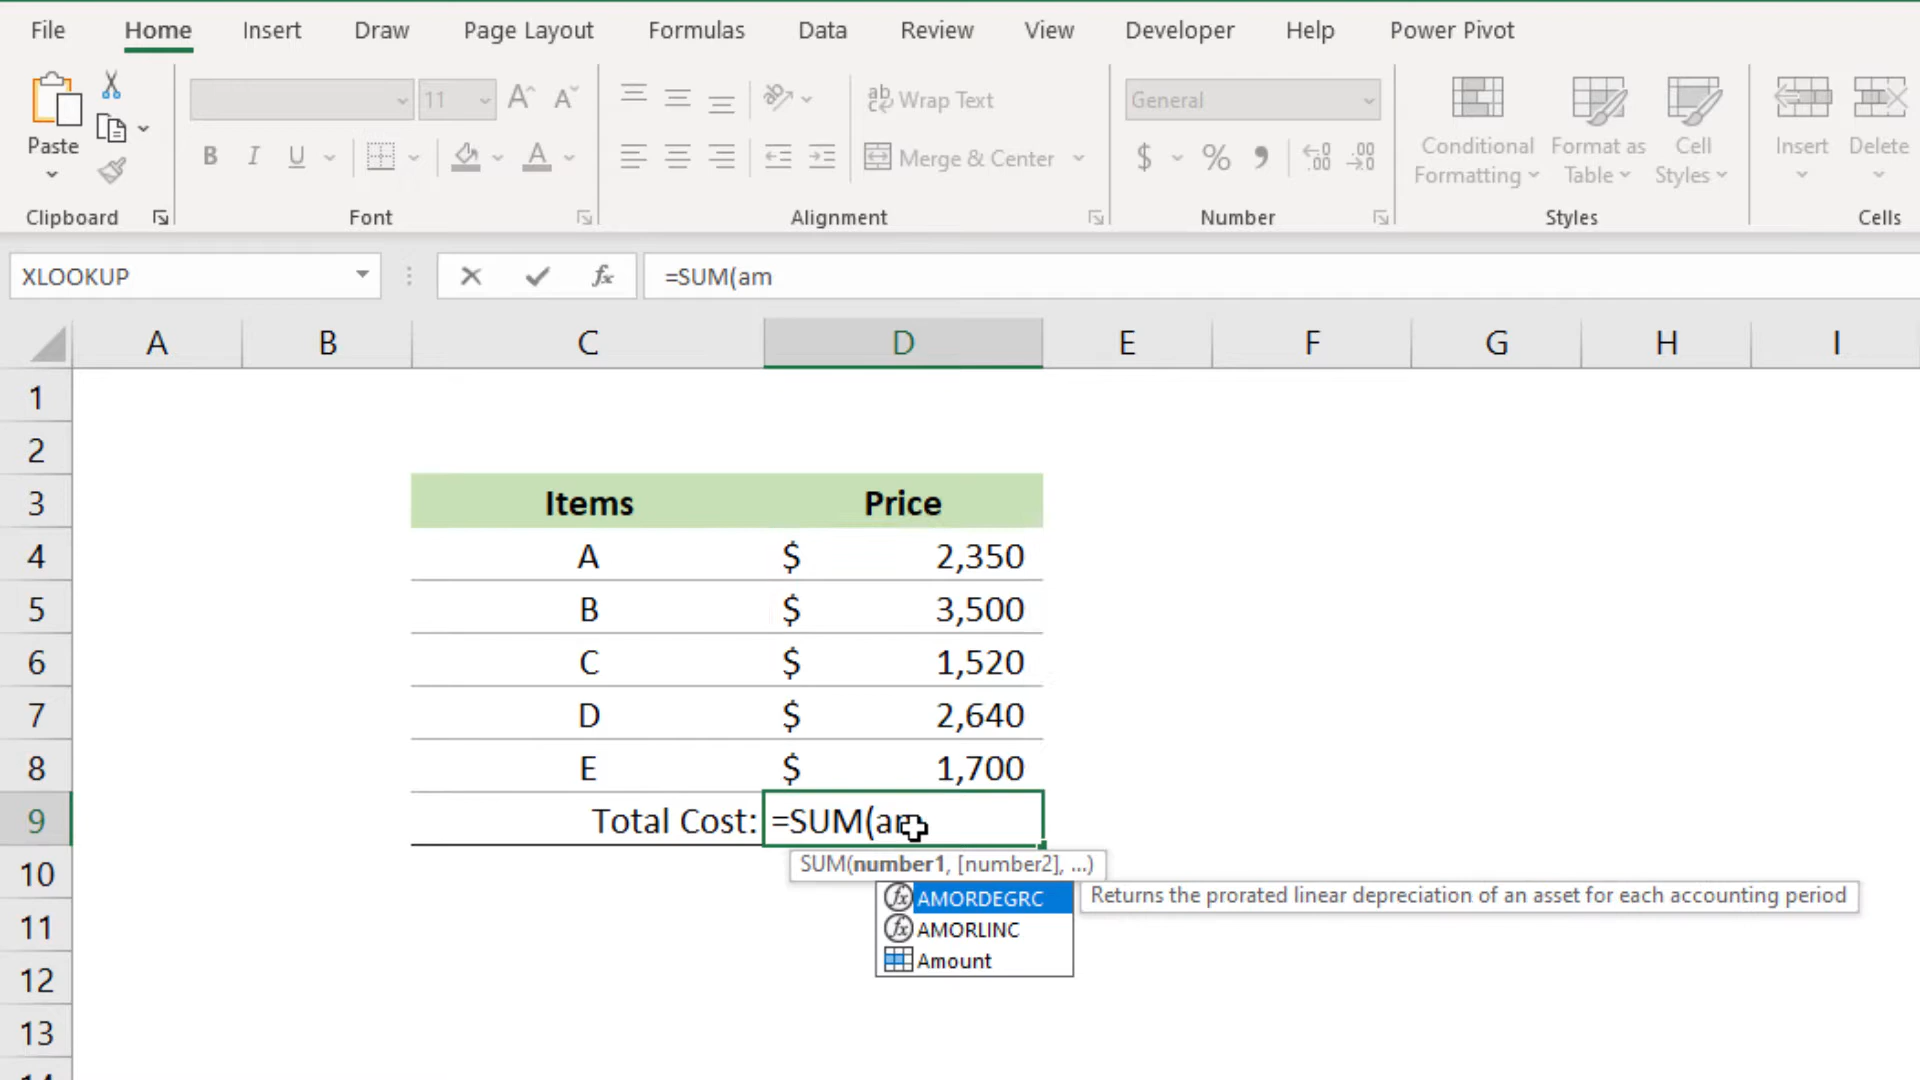 File Home Insert Draw Page Layout Formulas Data Review View Developer Help Power Pivot
Paste
11
Wrap Text
Merge & Center
General
Conditional Formatting
Format as Table
Cell Styles
Insert
Delete
Clipboard Font Alignment Number Styles Cells
XLOOKUP fx =SUM(am
A B C D E F G H I
1
2
3 Items Price
4 A $ 2,350
5 B $ 3,500
6 C $ 1,520
7 D $ 2,640
8 E $ 1,700
9 Total Cost: =SUM(am
SUM(number1, [number2], ...)
10
AMORDEGRC Returns the prorated linear depreciation of an asset for each accounting period
11 AMORLINC
Amount
12
13